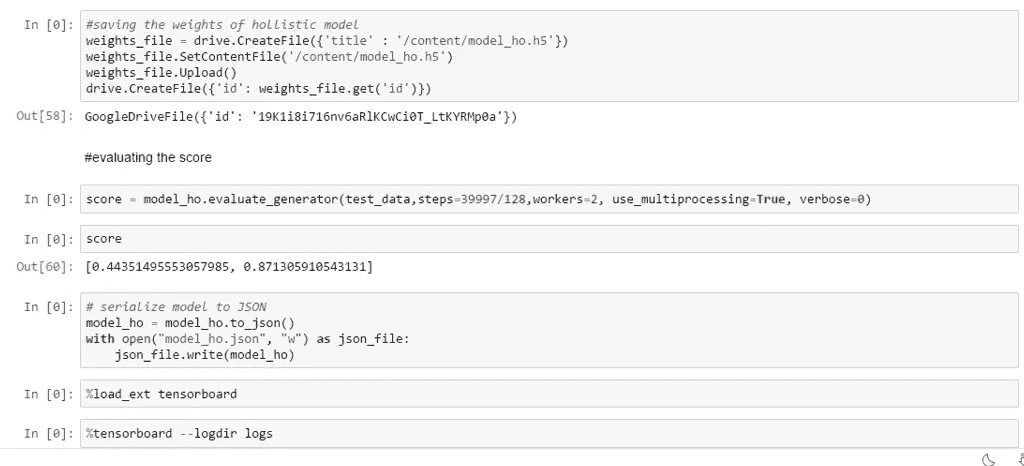 In [0]: #saving the weights of hollistic model
weights_file = drive.CreateFile({'title' : '/content/model_ho.h5'})
weights_file.SetContentFile('/content/model_ho.h5')
weights_file.Upload()
drive.CreateFile({'id': weights_file.get('id')})
Out[58]: GoogleDriveFile({'id': '19K1i8i716nv6aRlKCwCi0T_LtKYRMp0a'})
#evaluating the score
In [0]: score = model_ho.evaluate_generator(test_data,steps=39997/128,workers=2, use_multiprocessing=True, verbose=0)
In [0]: score
Out[60]: [0.44351495553057985, 0.871305910543131]
In [0]: # serialize model to JSON
model_ho = model_ho.to_json()
with open("model_ho.json", "w") as json_file:
    json_file.write(model_ho)
In [0]: %load_ext tensorboard
In [0]: %tensorboard --logdir logs